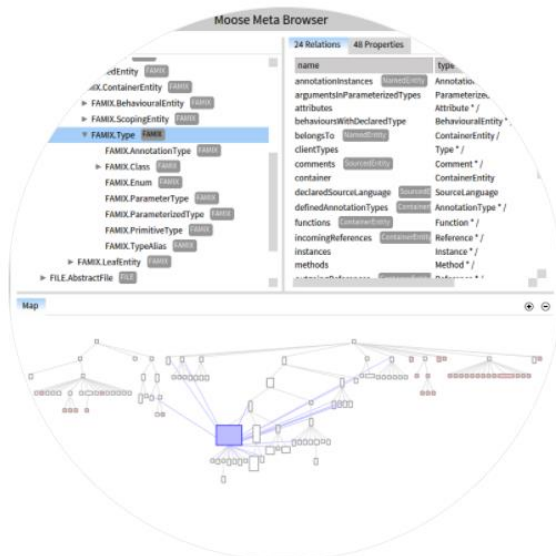 Moose Meta Browser
24 Relations 48 Properties
name type
FAMIX
ContainerEntity FAMIX
FAMIX.BehaviouralEntity FAMIX
FAMIX.ScopingEntity FAMIX
FAMIX.Type FAMIX
FAMIX.AnnotationType FAMIX
FAMIX.Class FAMIX
FAMIX.Enum FAMIX
FAMIX.ParameterType FAMIX
FAMIX.ParameterizedType FAMIX
FAMIX.PrimitiveType FAMIX
FAMIX.TypeAlias FAMIX
FAMIX.LeafEntity FAMIX
FILE.AbstractFile FILE
annotationInstances NamedEntity
argumentsInParameterizedTypes
attributes Attribute * /
behavioursWithDeclaredType BehaviouralEntity *
belongsTo NamedEntity ContainerEntity /
clientTypes Type * /
comments SourcedEntity Comment * /
container ContainerEntity
declaredSourceLanguage SourceLanguage
definedAnnotationTypes AnnotationType * /
functions ContainerEntity Function * /
incomingReferences ContainerEntity Reference * /
instances Instance * /
methods Method * /
Map